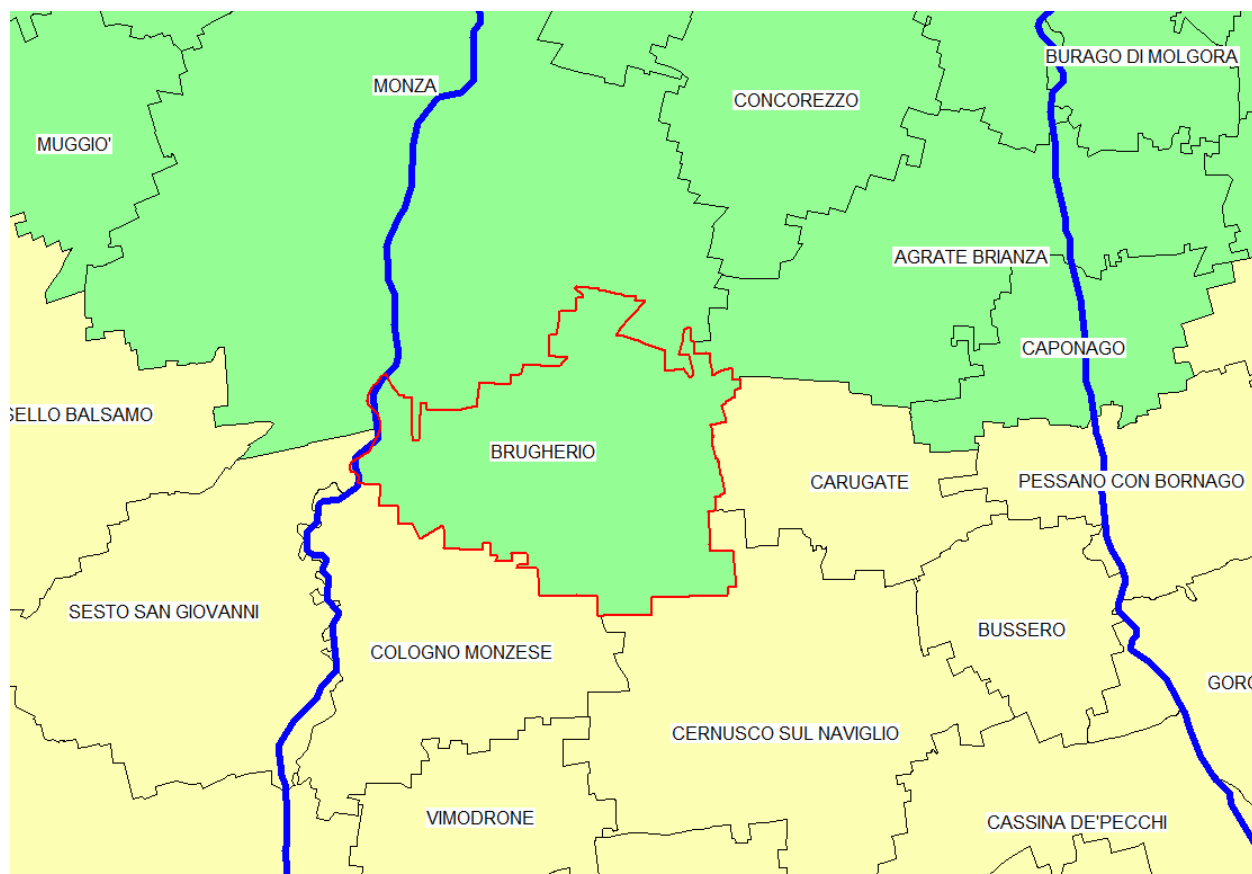 BURAGO DI MOLGORA
MONZA
CONCOREZZO
MUGGIO'
AGRATE BRIANZA
CAPONAGO
SELLO BALSAMO
BRUGHERIO
CARUGATE
PESSANO CON BORNAGO
SESTO SAN GIOVANNI
BUSSERO
COLOGNO MONZESE
GORG
CERNUSCO SUL NAVIGLIO
VIMODRONE
CASSINA DE'PECCHI